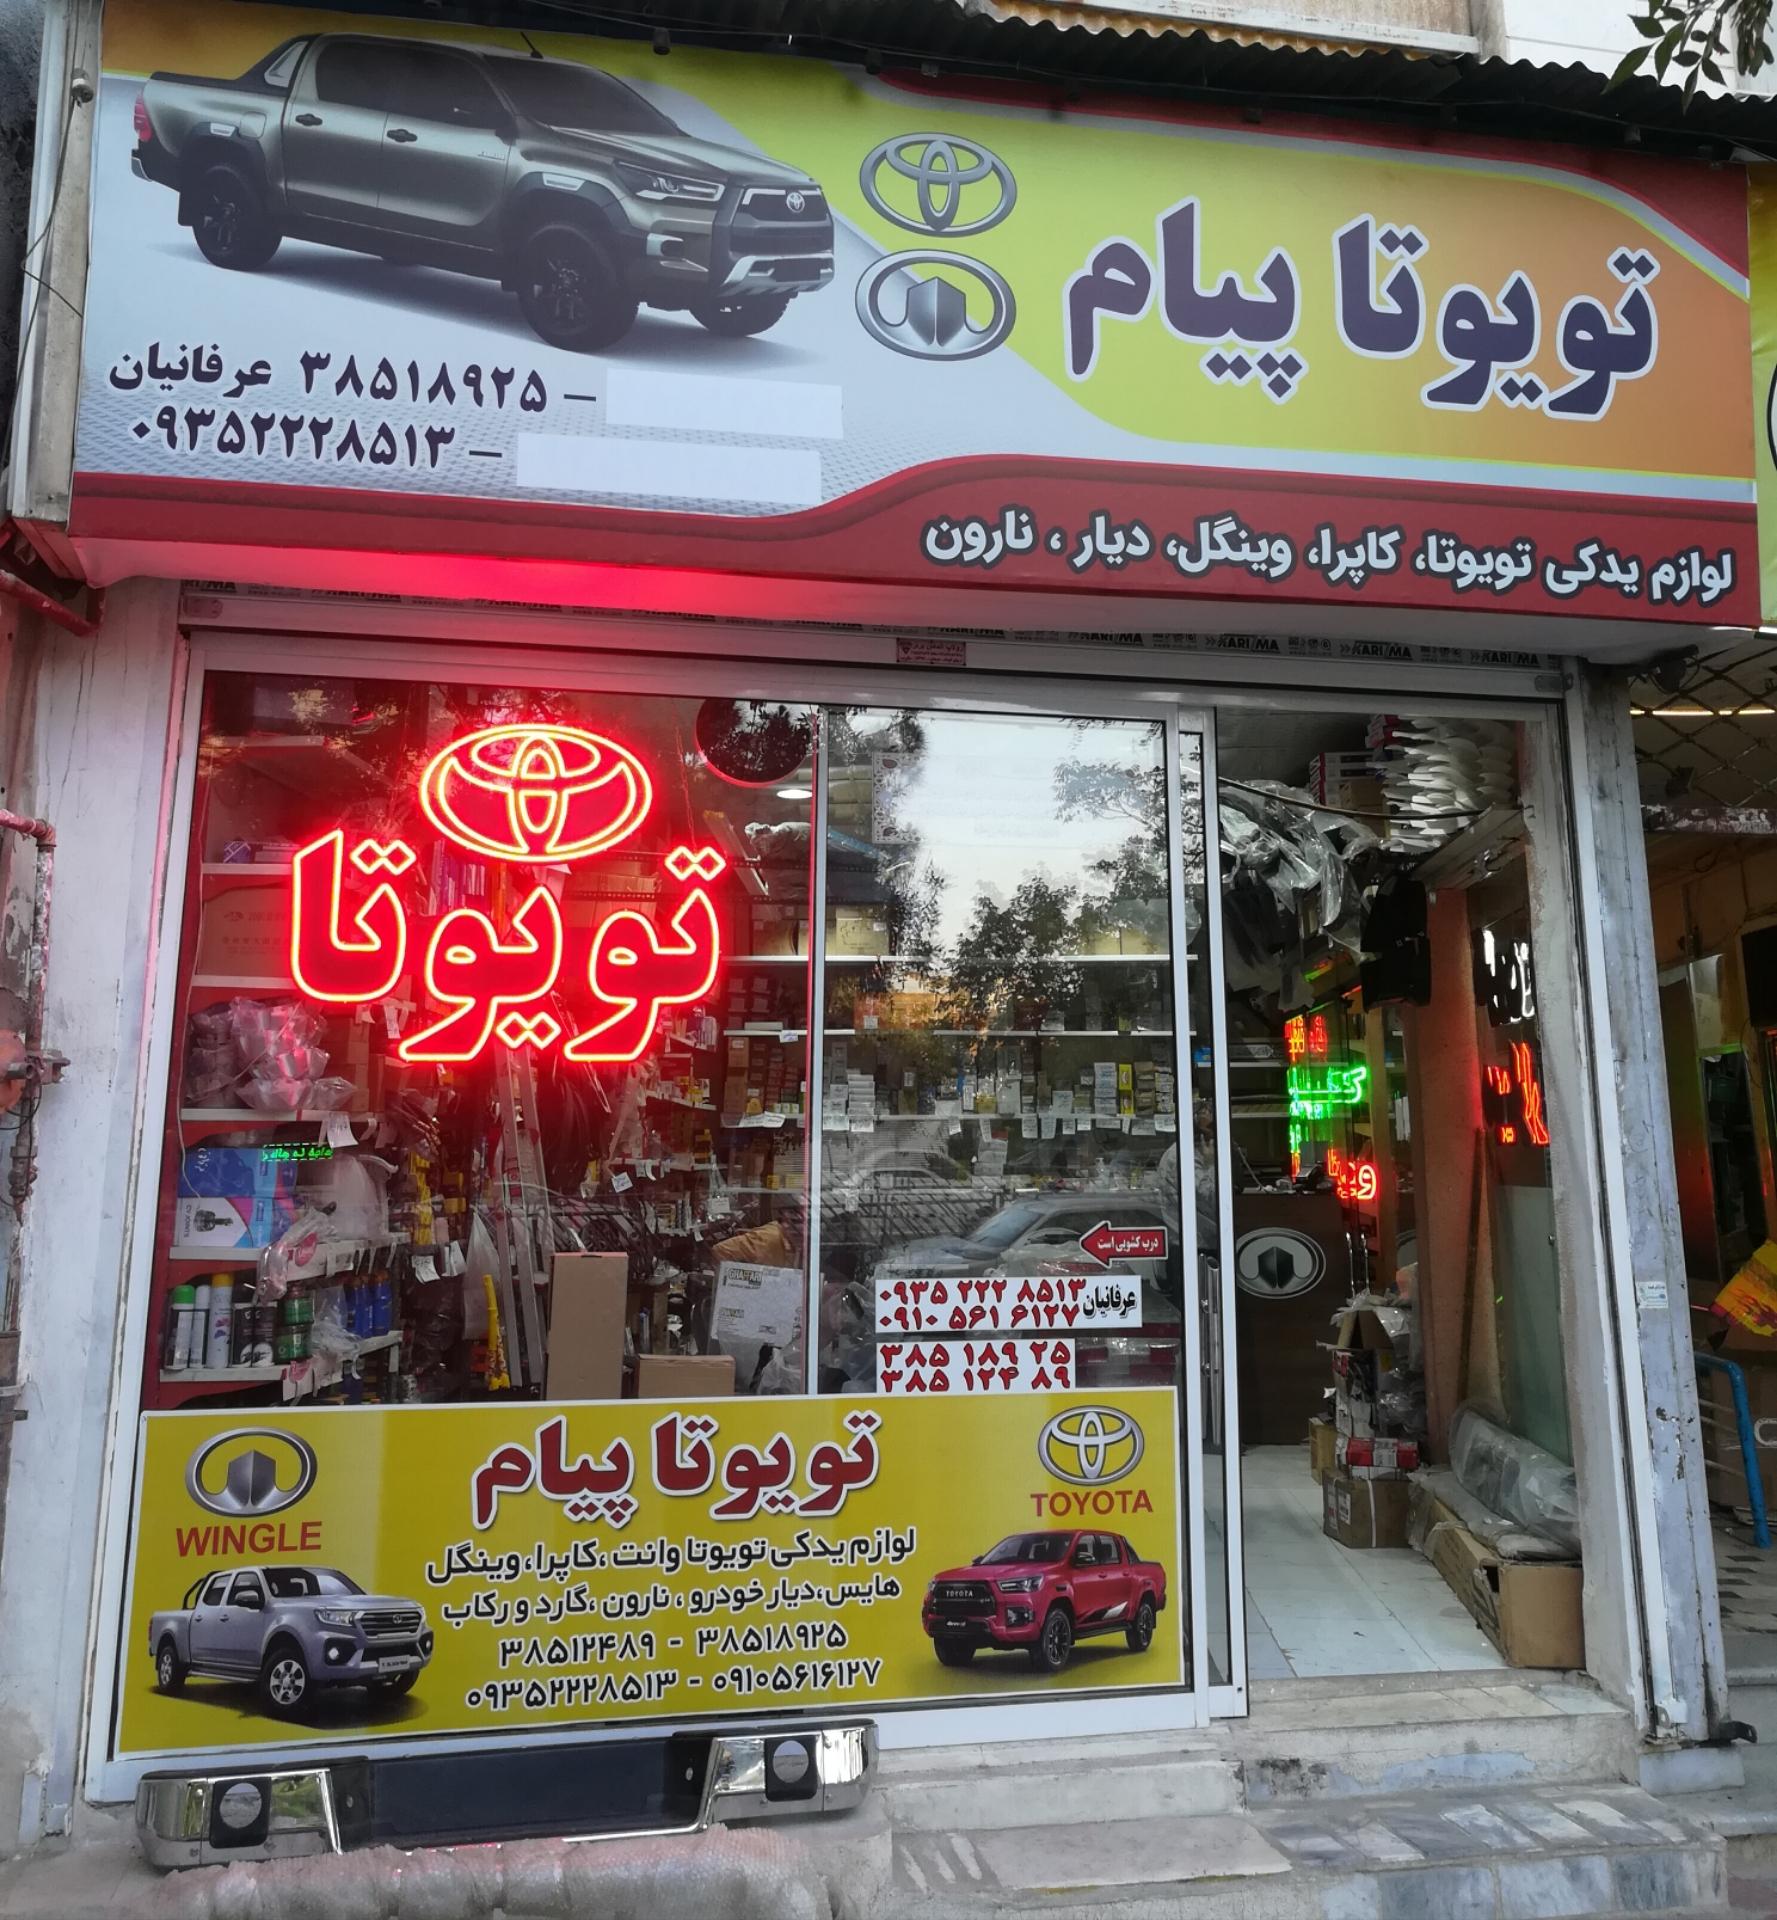 تویوتا پیام
۳۸۵۱۸۹۲۵ عرفانیان
۰۹۳۵۲۲۲۸۵۱۳
لوازم یدکی تویوتا، کاپرا، وینگل، دیار ، نارون
تویوتا
درب کشویی است
۰۹۳۵ ۲۲۲ ۸۵۱۳
۰۹۱۰ ۵۶۱ ۶۱۲۷
عرفانیان
۳۸۵ ۱۸۹ ۲۵
۳۸۵ ۱۲۴ ۸۹
WINGLE
تویوتا پیام
TOYOTA
لوازم یدکی تویوتا وانت ،کاپرا، وینگل
هایس،دیار خودرو ، نارون ،گارد و رکاب
۳۸۵۱۲۴۸۹ - ۳۸۵۱۸۹۲۵
۰۹۳۵۲۲۲۸۵۱۳ - ۰۹۱۰۵۶۱۶۱۲۷